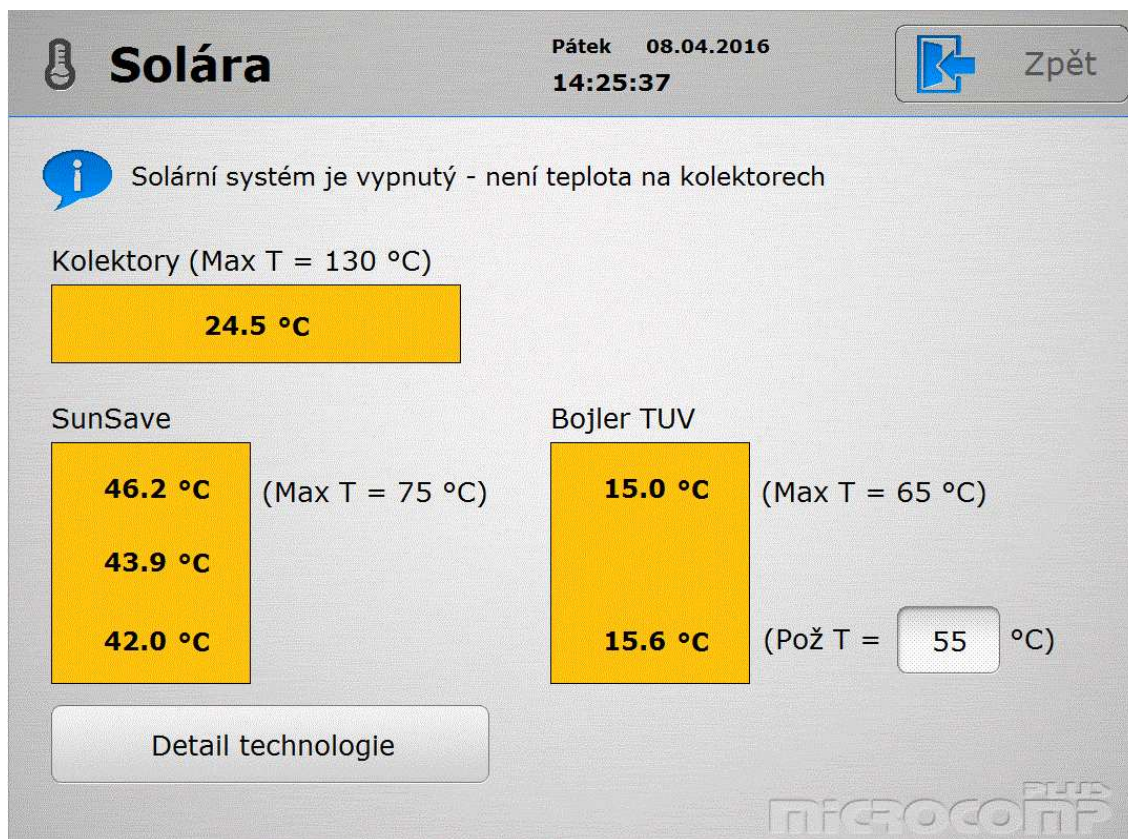 Solára
Pátek 08.04.2016
14:25:37
Zpět
Solární systém je vypnutý - není teplota na kolektorech
Kolektory (Max T = 130 °C)
24.5 °C
SunSave
46.2 °C (Max T = 75 °C)
43.9 °C
42.0 °C
Bojler TUV
15.0 °C (Max T = 65 °C)
15.6 °C (Pož T = 55 °C)
Detail technologie
microcomp
PLUS